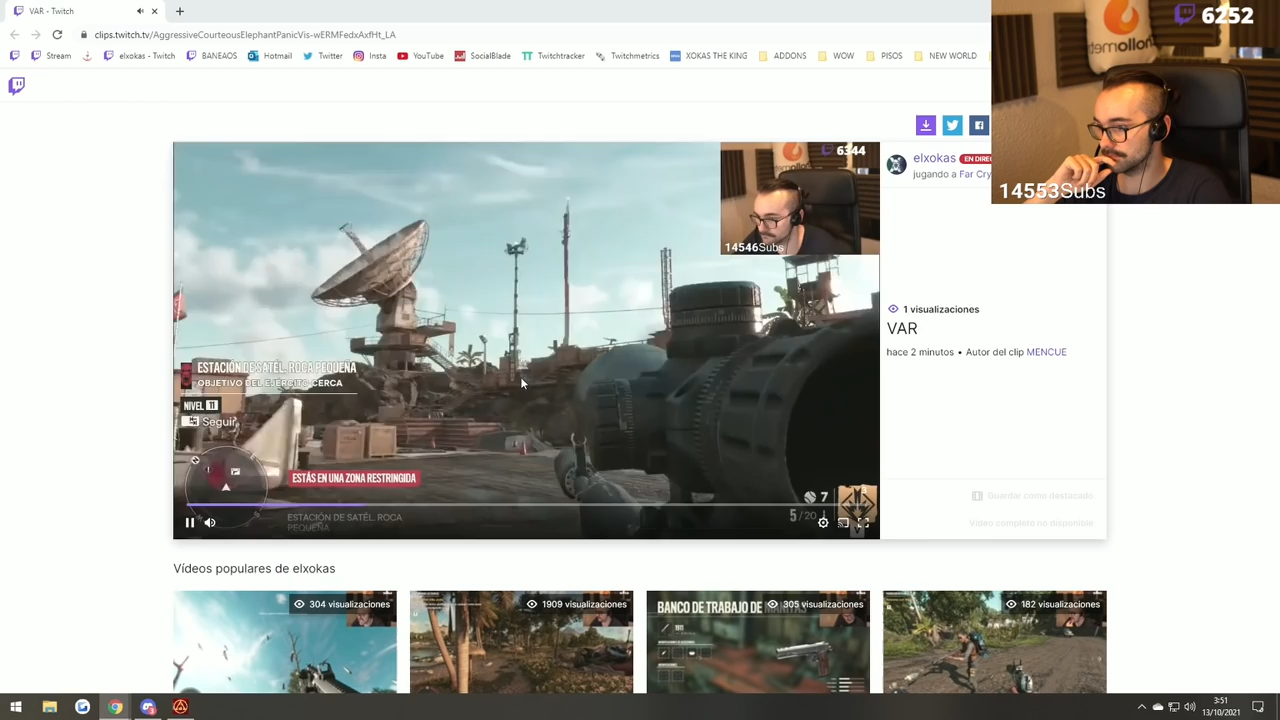 VAR - Twitch
clips.twitch.tv/AggressiveCourteousElephantPanicVis-wERMFedxAxfHt_LA
Stream
elxokas - Twitch
BANEAOS
Hotmail
Twitter
Insta
YouTube
SocialBlade
Twitchtracker
Twitchmetrics
XOKAS THE KING
ADDONS
WOW
PISOS
NEW WORLD
6252
14553Subs
6344
14546Subs
elxokas EN DIREC
jugando a Far Cry
1 visualizaciones
VAR
hace 2 minutos • Autor del clip MENCUE
ESTACIÓN DE SATÉL. ROCA PEQUEÑA
OBJETIVO DEL EJÉRCITO CERCA
NIVEL II
Seguir
ESTÁS EN UNA ZONA RESTRINGIDA
ESTACIÓN DE SATÉL. ROCA
PEQUEÑA
7
5/20
Guardar como destacado
Vídeo completo no disponible
Vídeos populares de elxokas
304 visualizaciones
1909 visualizaciones
BANCO DE TRABAJO DE
305 visualizaciones
182 visualizaciones
3:51
13/10/2021